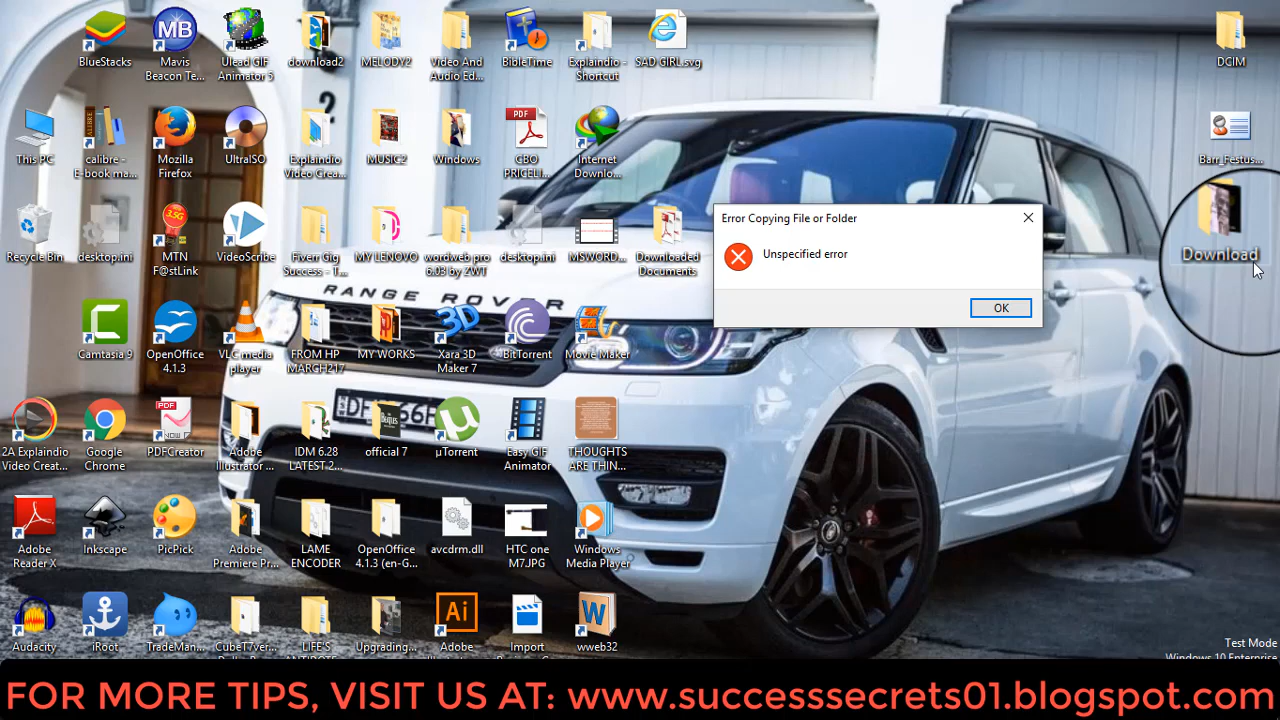 BlueStacks
Mavis
Beacon Te...
Ulead GIF
Animator 5
download2
MELODY2
Video And
Audio Ed...
BibleTime
Explaindio -
Shortcut
SAD GIRL.svg
DCIM
This PC
calibre -
E-book ma...
Mozilla
Firefox
UltraISO
Explaindio
Video Crea...
MUSIC2
Windows
CBO
PRICELI...
Internet
Downlo...
Barr_Festus...
Recycle Bin
desktop.ini
MTN
F@stLink
VideoScribe
Fiverr Gig
Success - T...
MY LENOVO
wordweb pro
6.03 by ZWT
desktop.ini
MSWORD...
Downloaded
Documents
Error Copying File or Folder
Unspecified error
OK
Download
RANGE ROVER
Camtasia 9
OpenOffice
4.1.3
VLC media
player
FROM HP
MARCH217
MY WORKS
Xara 3D
Maker 7
BitTorrent
Movie Maker
2A Explaindio
Video Creat...
Google
Chrome
PDFCreator
Adobe
Illustrator ...
IDM 6.28
LATEST 2...
official 7
µTorrent
Easy GIF
Animator
THOUGHTS
ARE THIN...
Adobe
Reader X
Inkscape
PicPick
Adobe
Premiere Pr...
LAME
ENCODER
OpenOffice
4.1.3 (en-G...
avcdrm.dll
HTC one
M7.JPG
Windows
Media Player
Audacity
iRoot
TradeMan...
CubeT7ver...
LIFE'S
ANTIDOTE
Upgrading...
Adobe
Import
wweb32
Test Mode
Windows 10 Enterprise
FOR MORE TIPS, VISIT US AT: www.successsecrets01.blogspot.com